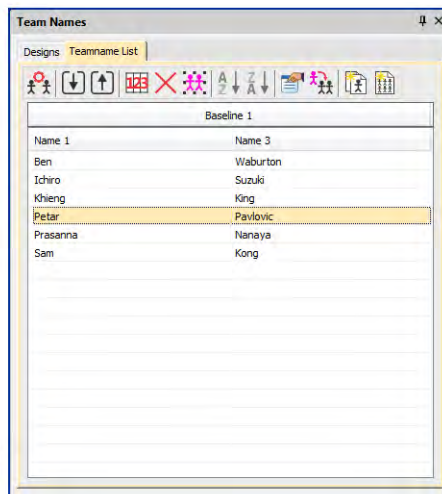 Team Names
Designs Teamname List
123 A Z Z A
Baseline 1
Name 1 Name 3
Ben Waburton
Ichiro Suzuki
Khieng King
Petar Pavlovic
Prasanna Nanaya
Sam Kong